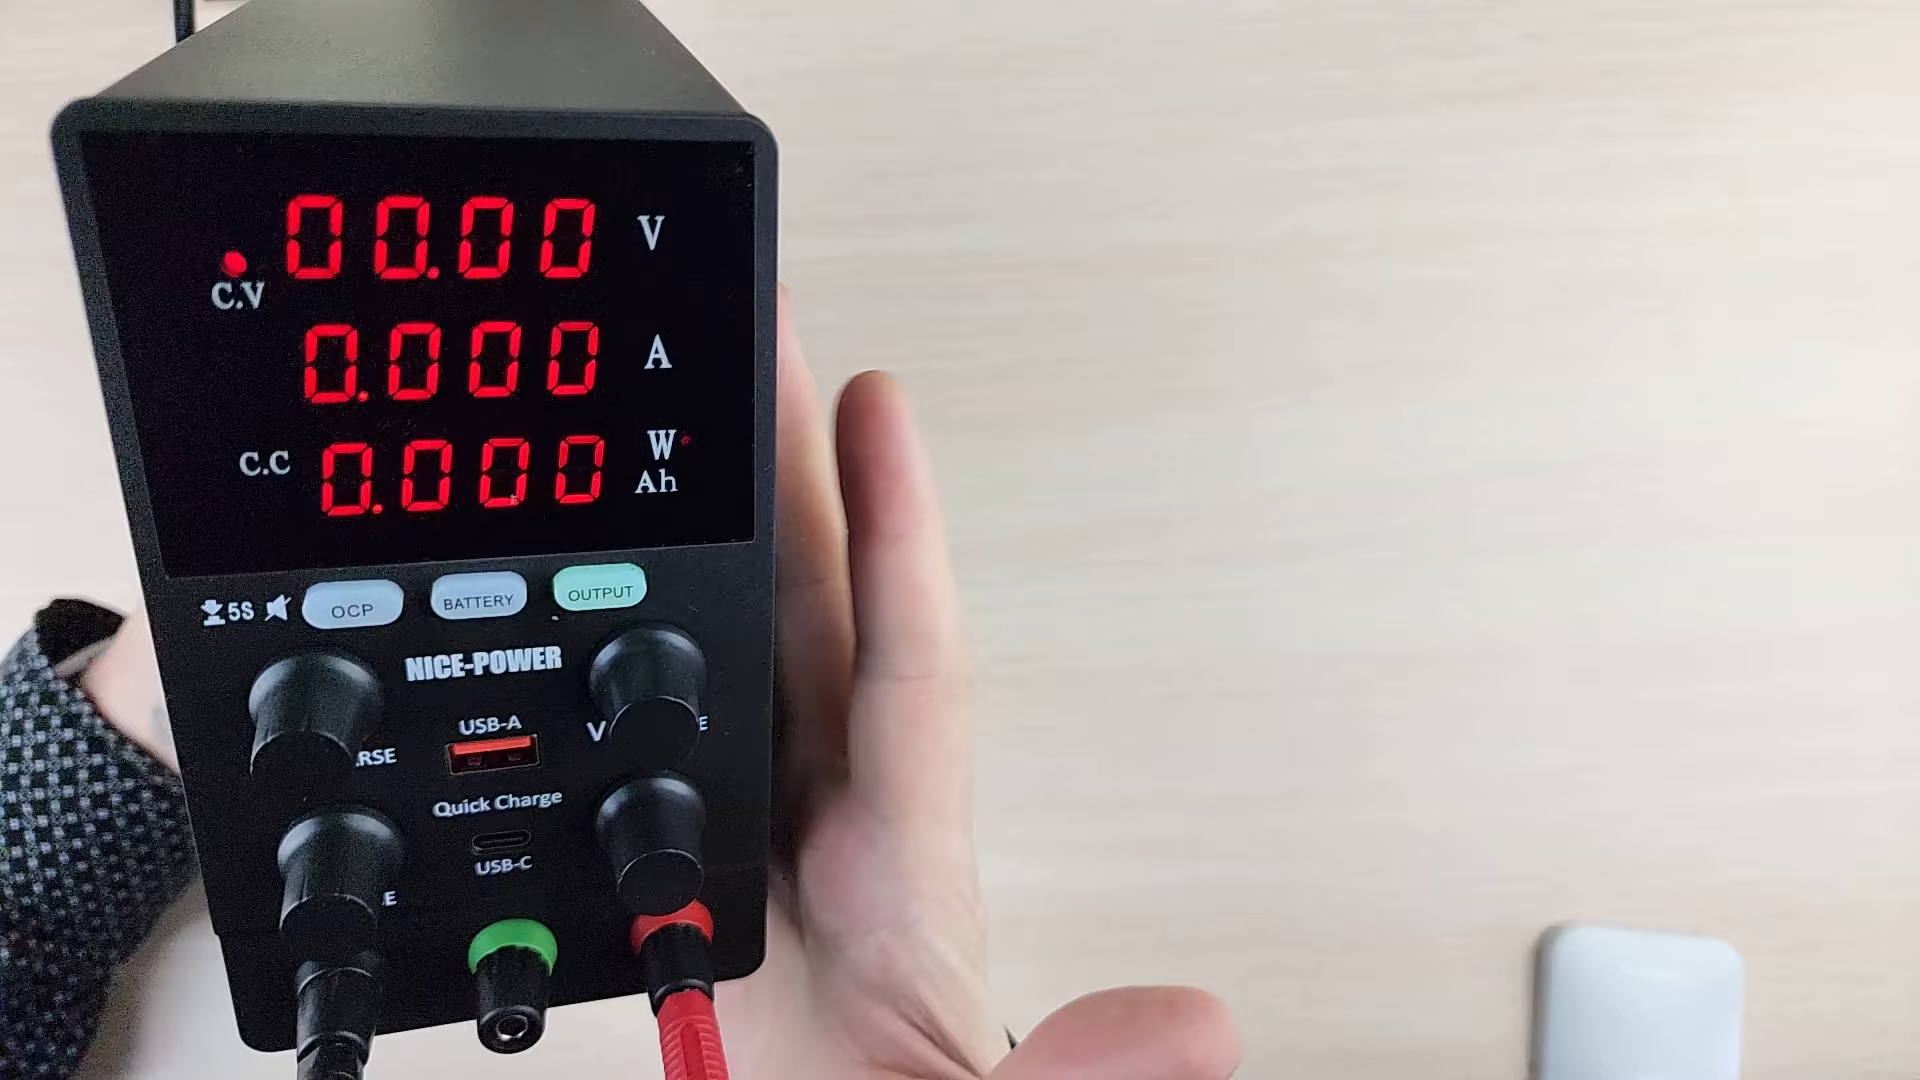 00.00 V
C.V
0.000 A
C.C 0.000 W
Ah
5S OCP BATTERY OUTPUT
NICE-POWER
USB-A
Quick Charge
USB-C